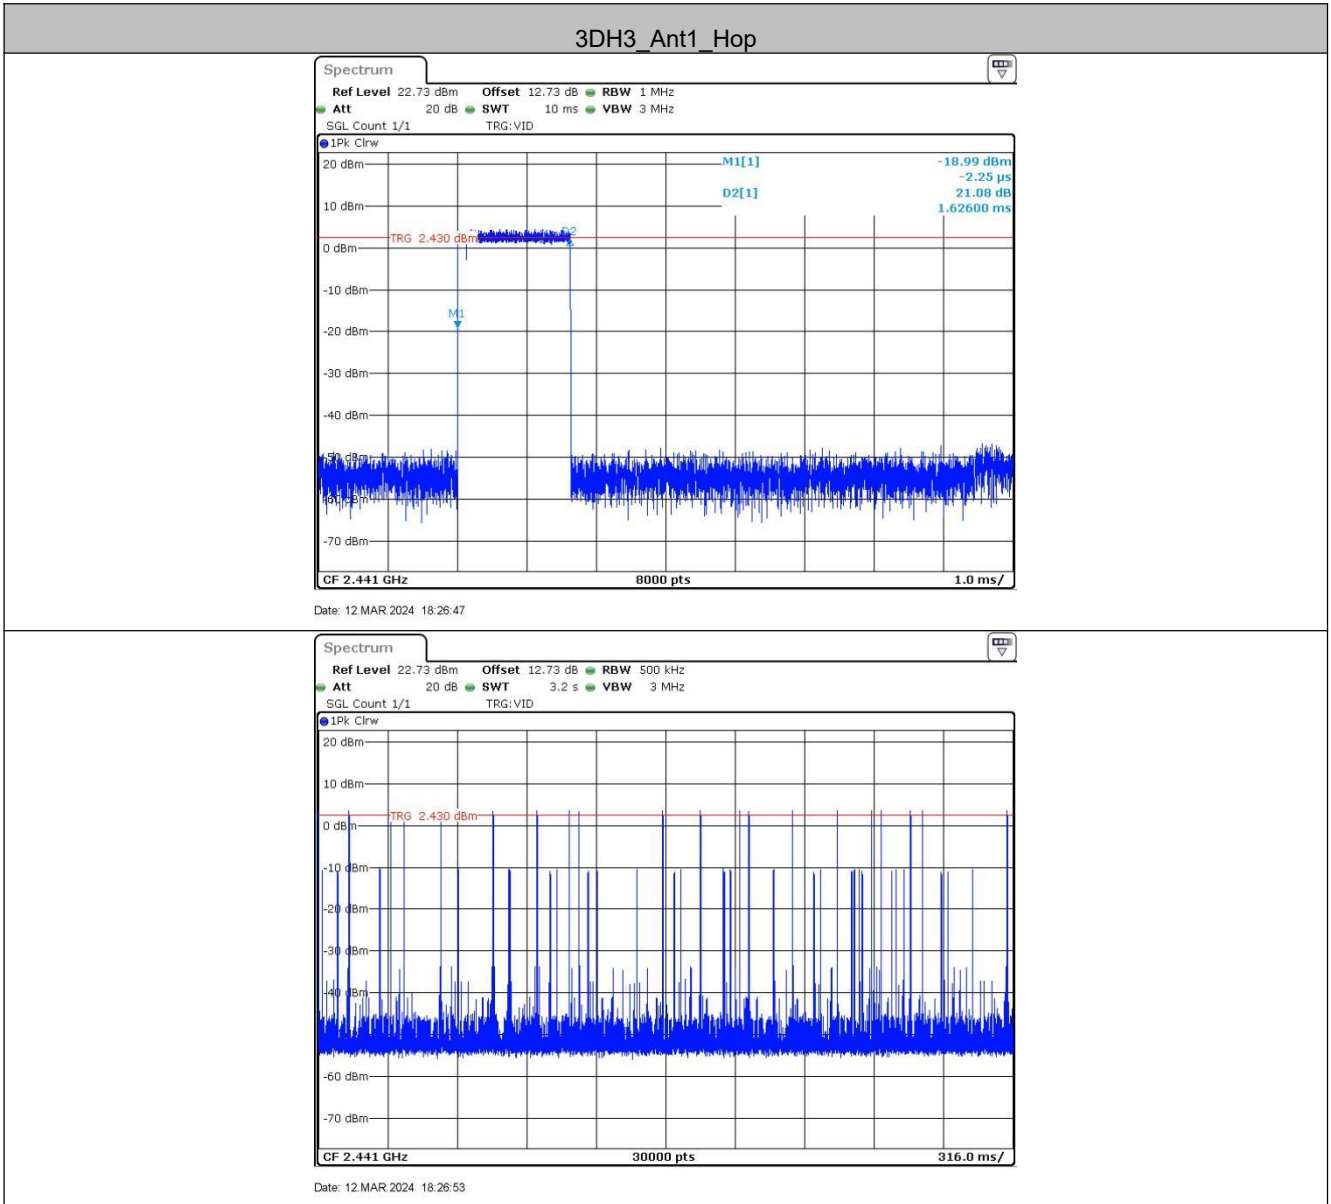 3DH3_Ant1_Hop
Spectrum
Ref Level 22.73 dBm Offset 12.73 dB RBW 1 MHz
Att 20 dB SWT 10 ms VBW 3 MHz
SGL Count 1/1 TRG:VID
1Pk Clrw
20 dBm M1[1] -18.99 dBm
-2.25 µs
D2[1] 21.08 dB
10 dBm 1.62600 ms
D2
TRG 2.430 dBm
0 dBm
-10 dBm
M1
-20 dBm
-30 dBm
-40 dBm
-50 dBm
-60 dBm
-70 dBm
CF 2.441 GHz 8000 pts 1.0 ms/
Date: 12.MAR.2024 18:26:47
Spectrum
Ref Level 22.73 dBm Offset 12.73 dB RBW 500 kHz
Att 20 dB SWT 3.2 s VBW 3 MHz
SGL Count 1/1 TRG:VID
1Pk Clrw
20 dBm
10 dBm
TRG 2.430 dBm
0 dBm
-10 dBm
-20 dBm
-30 dBm
-40 dBm
-60 dBm
-70 dBm
CF 2.441 GHz 30000 pts 316.0 ms/
Date: 12.MAR.2024 18:26:53